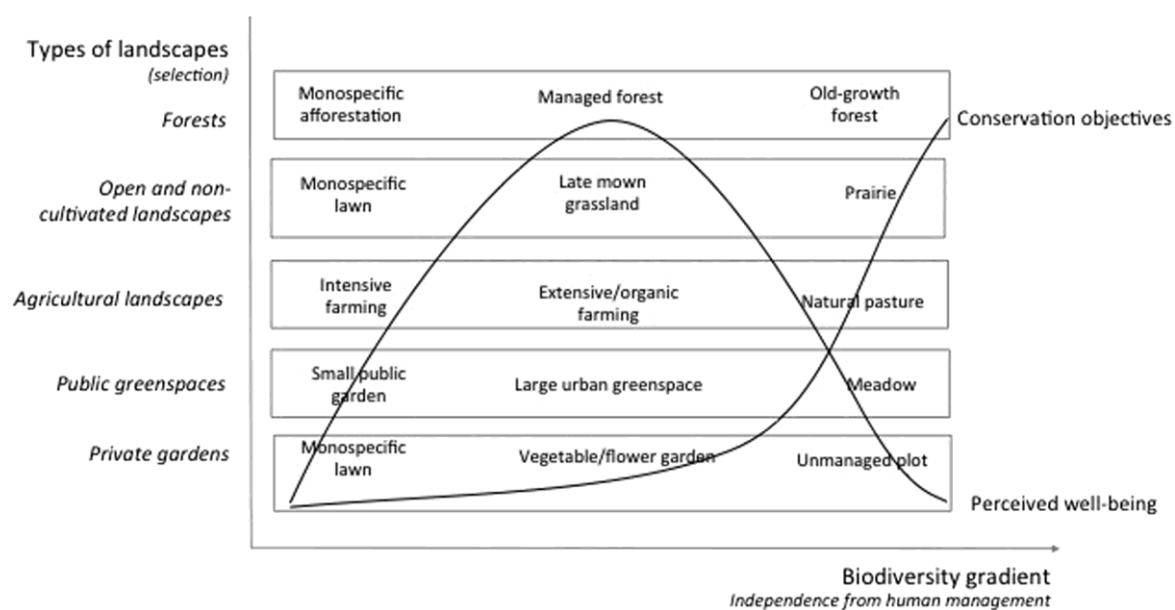 Types of landscapes
(selection)
Forests
Monospecific
afforestation
Managed forest
Old-growth
forest
Conservation objectives
Open and non-
cultivated landscapes
Monospecific
lawn
Late mown
grassland
Prairie
Agricultural landscapes
Intensive
farming
Extensive/organic
farming
Natural pasture
Public greenspaces
Small public
garden
Large urban greenspace
Meadow
Private gardens
Monospecific
lawn
Vegetable/flower garden
Unmanaged plot
Perceived well-being
Biodiversity gradient
Independence from human management